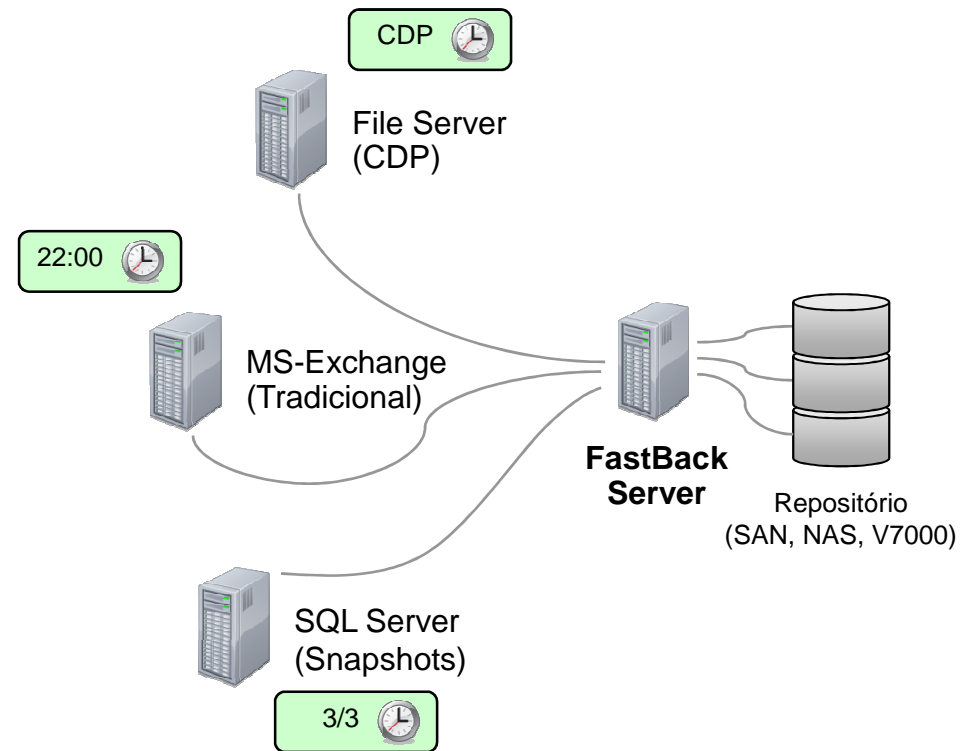 CDP
File Server
(CDP)
22:00
MS-Exchange
(Tradicional)
FastBack
Server
Repositório
(SAN, NAS, V7000)
SQL Server
(Snapshots)
3/3